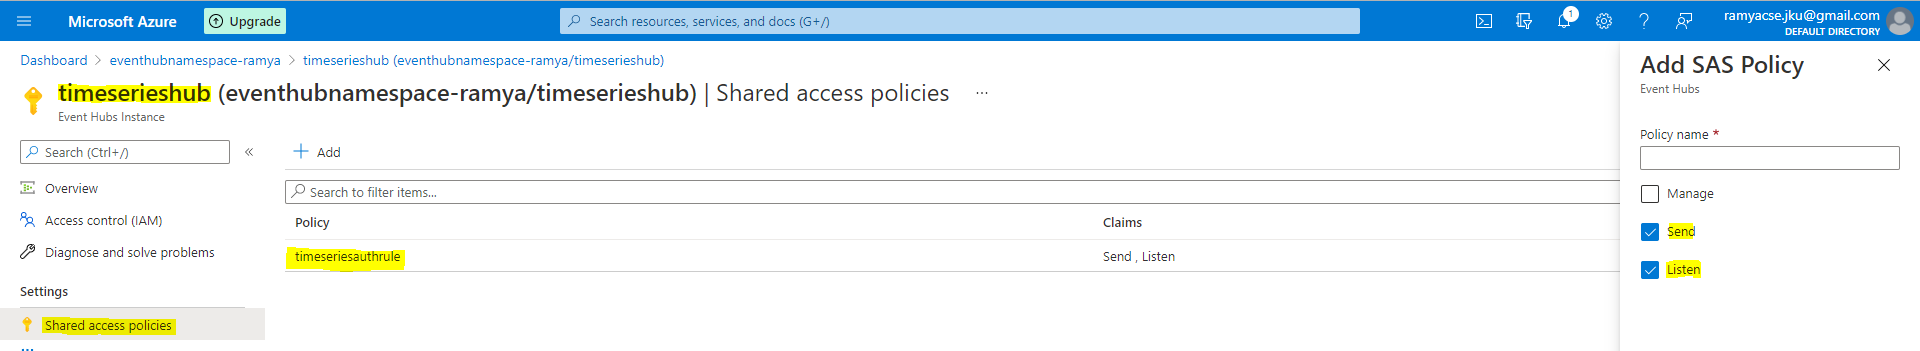 Microsoft Azure
Upgrade
Search resources, services, and docs (G+/)
1
ramyacse.jku@gmail.com
DEFAULT DIRECTORY
Dashboard > eventhubnamespace-ramya > timeserieshub (eventhubnamespace-ramya/timeserieshub)
timeserieshub (eventhubnamespace-ramya/timeserieshub) | Shared access policies ...
Event Hubs Instance
Search (Ctrl+/)
«
Overview
Access control (IAM)
Diagnose and solve problems
Settings
Shared access policies
+ Add
Search to filter items...
Policy Claims
timeseriesauthrule Send , Listen
Add SAS Policy
Event Hubs
Policy name *
Manage
Send
Listen